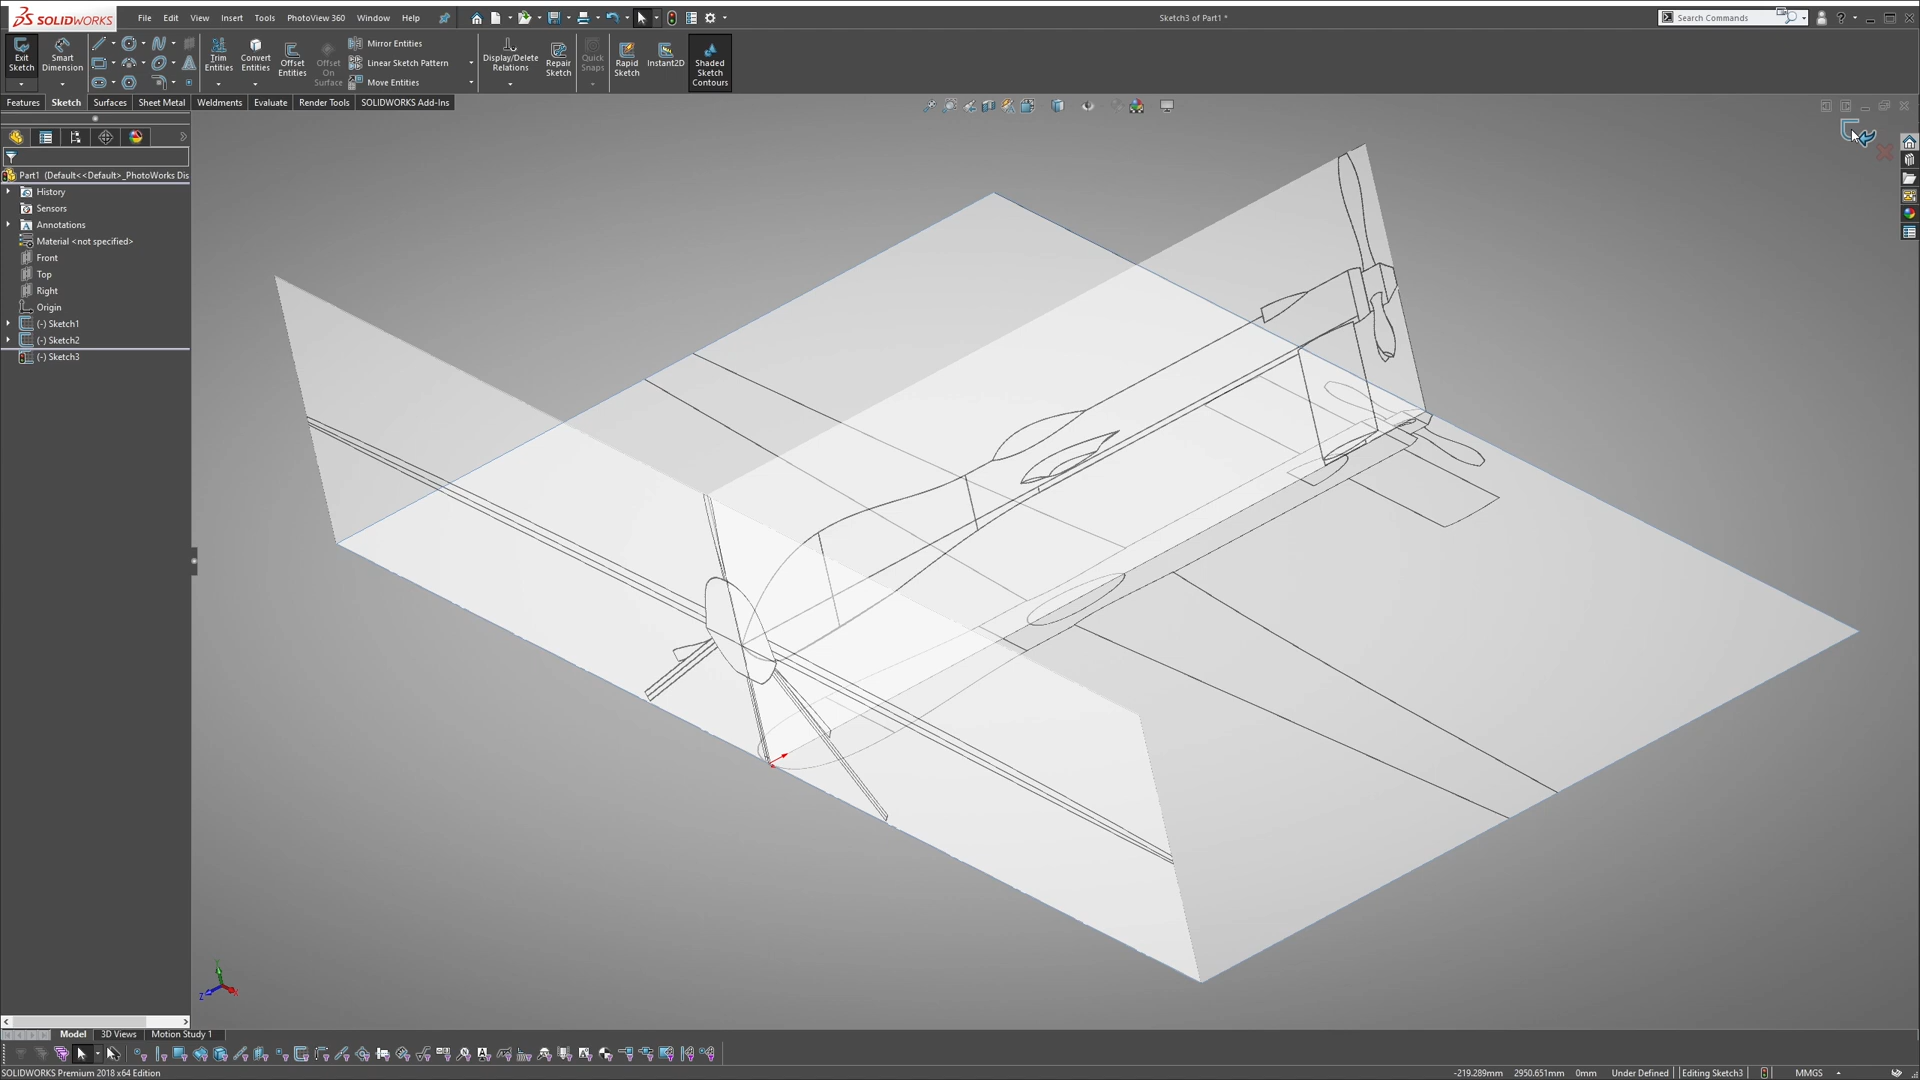 SOLIDWORKS File Edit View Insert Tools PhotoView 360 Window Help Sketch3 of Part1 * Search Commands
Exit Sketch
Smart Dimension
Trim Entities
Convert Entities
Offset Entities
Offset On Surface
Mirror Entities
Linear Sketch Pattern
Move Entities
Display/Delete Relations
Repair Sketch
Quick Snaps
Rapid Sketch
Instant2D
Shaded Sketch Contours
Features Sketch Surfaces Sheet Metal Weldments Evaluate Render Tools SOLIDWORKS Add-Ins
Part1 (Default<<Default>_PhotoWorks Dis
History
Sensors
Annotations
Material <not specified>
Front
Top
Right
Origin
(-) Sketch1
(-) Sketch2
(-) Sketch3
Y
Z
X
Model 3D Views Motion Study 1
SOLIDWORKS Premium 2018 x64 Edition -219.289mm 2950.651mm 0mm Under Defined Editing Sketch3 MMGS